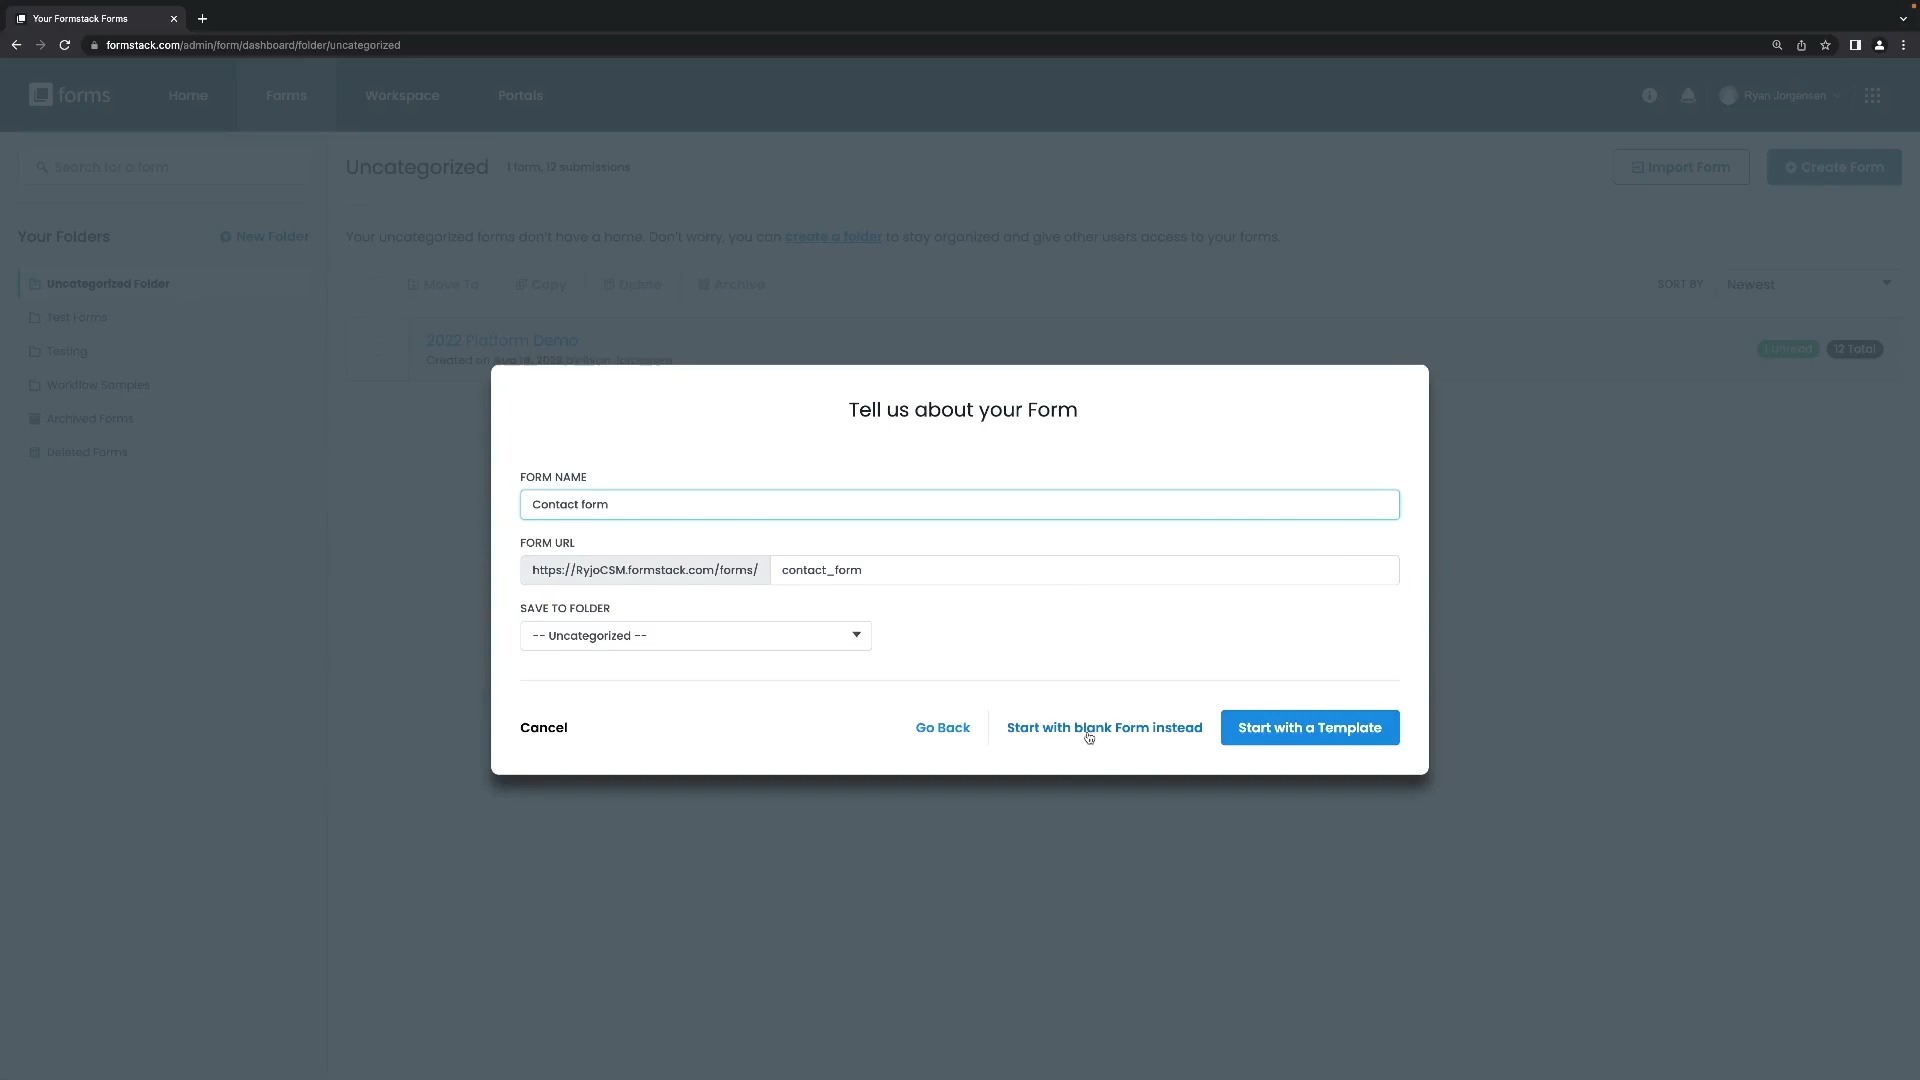 Your Formstack Forms
formstack.com/admin/form/dashboard/folder/uncategorized
forms
Home
Forms
Workspace
Portals
Ryan Jorgensen
Search for a form
Uncategorized
1 form, 12 submissions
Import Form
Create Form
Your Folders
New Folder
Your uncategorized forms don't have a home. Don't worry, you can create a folder to stay organized and give other users access to your forms.
Uncategorized Folder
Move To
Copy
Delete
Archive
SORT BY
Newest
Test Forms
Testing
2022 Platform Demo
Created on Aug 18, 2022 by Ryan Jorgensen
1 Unread
12 Total
Workflow Samples
Archived Forms
Deleted Forms
Tell us about your Form
FORM NAME
Contact form
FORM URL
https://RyjoCSM.formstack.com/forms/
contact_form
SAVE TO FOLDER
-- Uncategorized --
Cancel
Go Back
Start with blank Form instead
Start with a Template